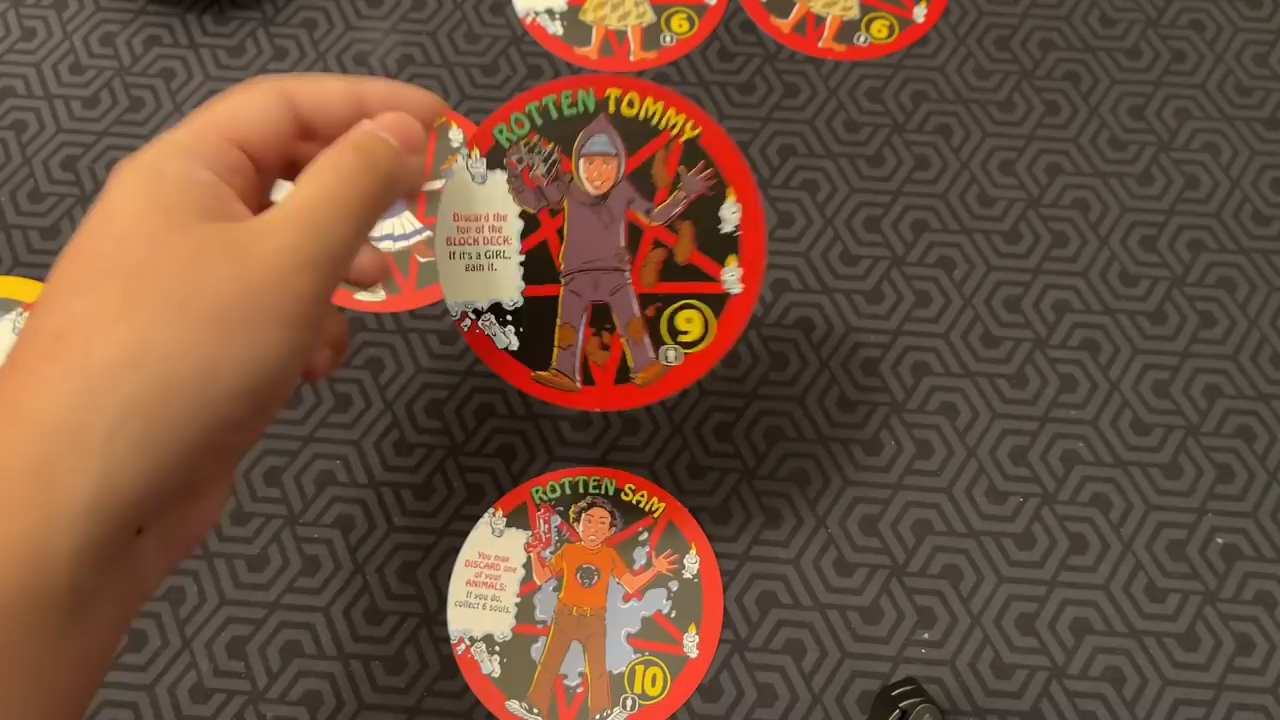 6
6
ROTTEN TOMMY
Discard the
top of the
BLOCK DECK:
If it's a GIRL,
gain it.
9
ROTTEN SAM
You may
DISCARD one
of your
ANIMALS:
If you do,
collect 6 souls.
10